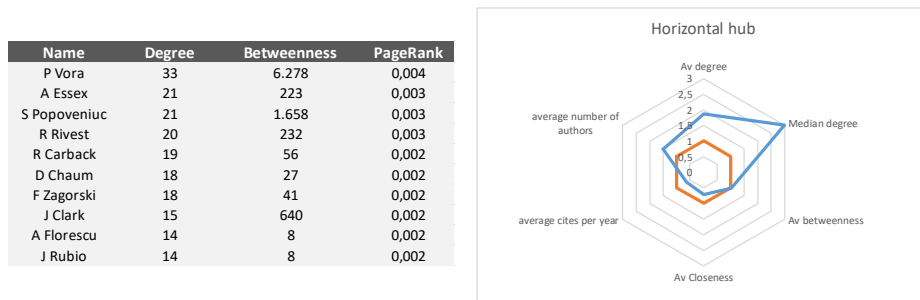 Name Degree Betweenness PageRank
P Vora 33 6.278 0,004
A Essex 21 223 0,003
S Popoveniuc 21 1.658 0,003
R Rivest 20 232 0,003
R Carback 19 56 0,002
D Chaum 18 27 0,002
F Zagorski 18 41 0,002
J Clark 15 640 0,002
A Florescu 14 8 0,002
J Rubio 14 8 0,002
Horizontal hub
Av degree
3
2,5
2
1,5
1
0,5
0
Median degree
Av betweenness
Av Closeness
average cites per year
average number of
authors